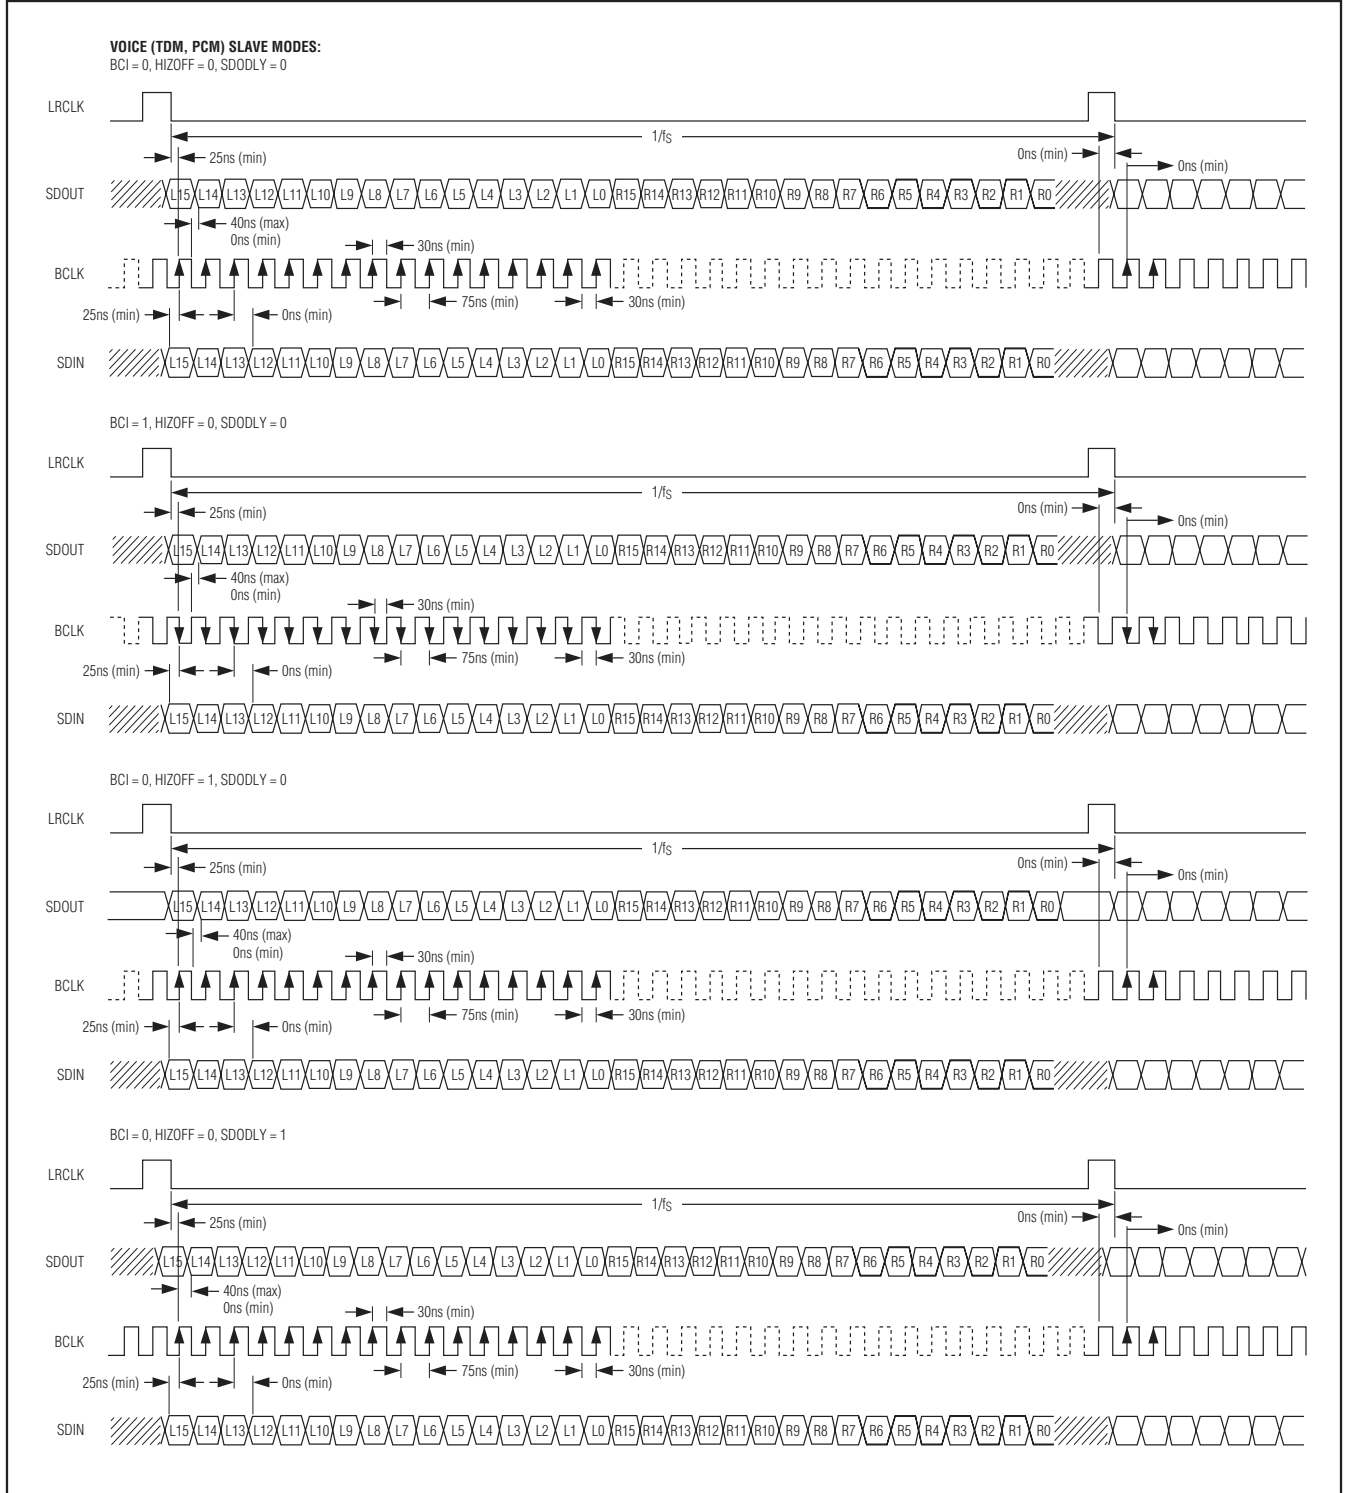 VOICE (TDM, PCM) SLAVE MODES:
BCI = 0, HIZOFF = 0, SDODLY = 0
LRCLK
1/fS
25ns (min) 0ns (min) 0ns (min)
SDOUT L15 L14 L13 L12 L11 L10 L9 L8 L7 L6 L5 L4 L3 L2 L1 L0 R15 R14 R13 R12 R11 R10 R9 R8 R7 R6 R5 R4 R3 R2 R1 R0
40ns (max)
0ns (min) 30ns (min)
BCLK
75ns (min) 30ns (min)
25ns (min) 0ns (min)
SDIN L15 L14 L13 L12 L11 L10 L9 L8 L7 L6 L5 L4 L3 L2 L1 L0 R15 R14 R13 R12 R11 R10 R9 R8 R7 R6 R5 R4 R3 R2 R1 R0
BCI = 1, HIZOFF = 0, SDODLY = 0
LRCLK
1/fS
25ns (min) 0ns (min) 0ns (min)
SDOUT L15 L14 L13 L12 L11 L10 L9 L8 L7 L6 L5 L4 L3 L2 L1 L0 R15 R14 R13 R12 R11 R10 R9 R8 R7 R6 R5 R4 R3 R2 R1 R0
40ns (max)
0ns (min) 30ns (min)
BCLK
75ns (min) 30ns (min)
25ns (min) 0ns (min)
SDIN L15 L14 L13 L12 L11 L10 L9 L8 L7 L6 L5 L4 L3 L2 L1 L0 R15 R14 R13 R12 R11 R10 R9 R8 R7 R6 R5 R4 R3 R2 R1 R0
BCI = 0, HIZOFF = 1, SDODLY = 0
LRCLK
1/fS
25ns (min) 0ns (min) 0ns (min)
SDOUT L15 L14 L13 L12 L11 L10 L9 L8 L7 L6 L5 L4 L3 L2 L1 L0 R15 R14 R13 R12 R11 R10 R9 R8 R7 R6 R5 R4 R3 R2 R1 R0
40ns (max)
0ns (min) 30ns (min)
BCLK
75ns (min) 30ns (min)
25ns (min) 0ns (min)
SDIN L15 L14 L13 L12 L11 L10 L9 L8 L7 L6 L5 L4 L3 L2 L1 L0 R15 R14 R13 R12 R11 R10 R9 R8 R7 R6 R5 R4 R3 R2 R1 R0
BCI = 0, HIZOFF = 0, SDODLY = 1
LRCLK
1/fS
25ns (min) 0ns (min) 0ns (min)
SDOUT L15 L14 L13 L12 L11 L10 L9 L8 L7 L6 L5 L4 L3 L2 L1 L0 R15 R14 R13 R12 R11 R10 R9 R8 R7 R6 R5 R4 R3 R2 R1 R0
40ns (max)
0ns (min) 30ns (min)
BCLK
75ns (min) 30ns (min)
25ns (min) 0ns (min)
SDIN L15 L14 L13 L12 L11 L10 L9 L8 L7 L6 L5 L4 L3 L2 L1 L0 R15 R14 R13 R12 R11 R10 R9 R8 R7 R6 R5 R4 R3 R2 R1 R0